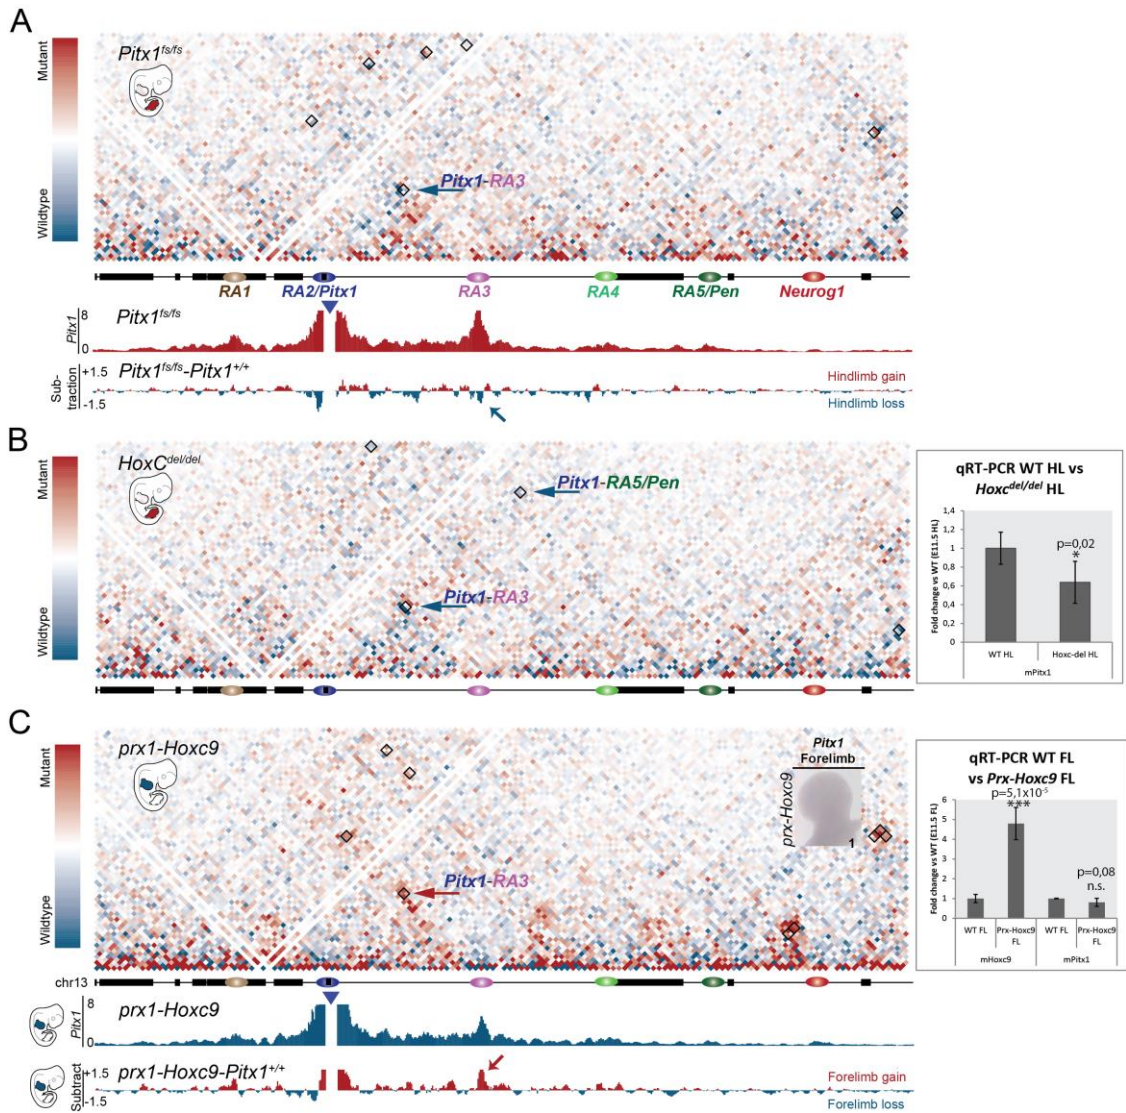 A
Mutant
Wildtype
Pitx1fs/fs
Pitx1-RA3
RA1
RA2/Pitx1
RA3
RA4
RA5/Pen
Neurog1
Pitx1
8
0
Pitx1fs/fs
Sub-
traction
+1.5
-1.5
Pitx1fs/fs-Pitx1+/+
Hindlimb gain
Hindlimb loss
B
Mutant
Wildtype
HoxCdel/del
Pitx1-RA5/Pen
Pitx1-RA3
qRT-PCR WT HL vs
Hoxcdel/del HL
Fold change vs WT (E11.5 HL)
1,4
1,2
1
0,8
0,6
0,4
0,2
0
p=0,02
*
WT HL
Hoxc-del HL
mPitx1
C
Mutant
Wildtype
prx1-Hoxc9
Pitx1-RA3
Pitx1
Forelimb
prx-Hoxc9
1
qRT-PCR WT FL
vs Prx-Hoxc9 FL
p=5,1x10-5
***
Fold change vs WT (E11.5 FL)
6
5
4
3
2
1
0
p=0,08
n.s.
WT FL
Prx-Hoxc9
FL
WT FL
Prx-Hoxc9
FL
mHoxc9
mPitx1
chr13
Pitx1
8
0
prx1-Hoxc9
Subtract
+1.5
-1.5
prx1-Hoxc9-Pitx1+/+
Forelimb gain
Forelimb loss